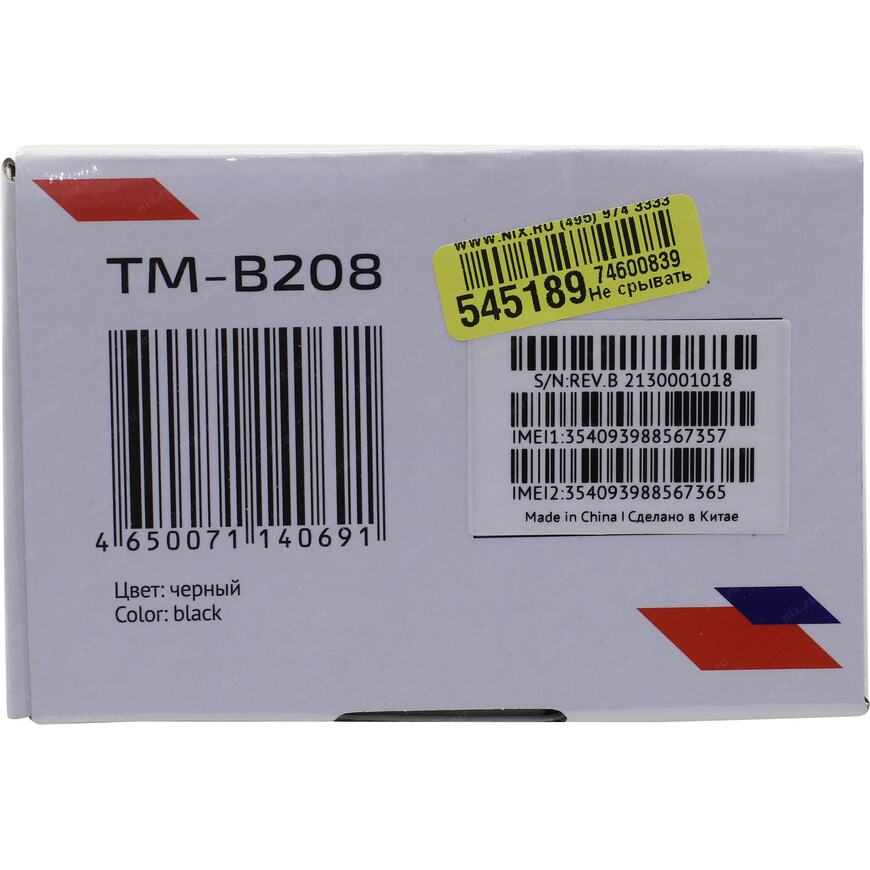 TM-B208
4 650071 140691
Цвет: черный
Color: black
WWW.NIX.RU (495) 974 3333
74600839
545189 Не срывать
S/N:REV.B 2130001018
IMEI1:354093988567357
IMEI2:354093988567365
Made in China | Сделано в Китае